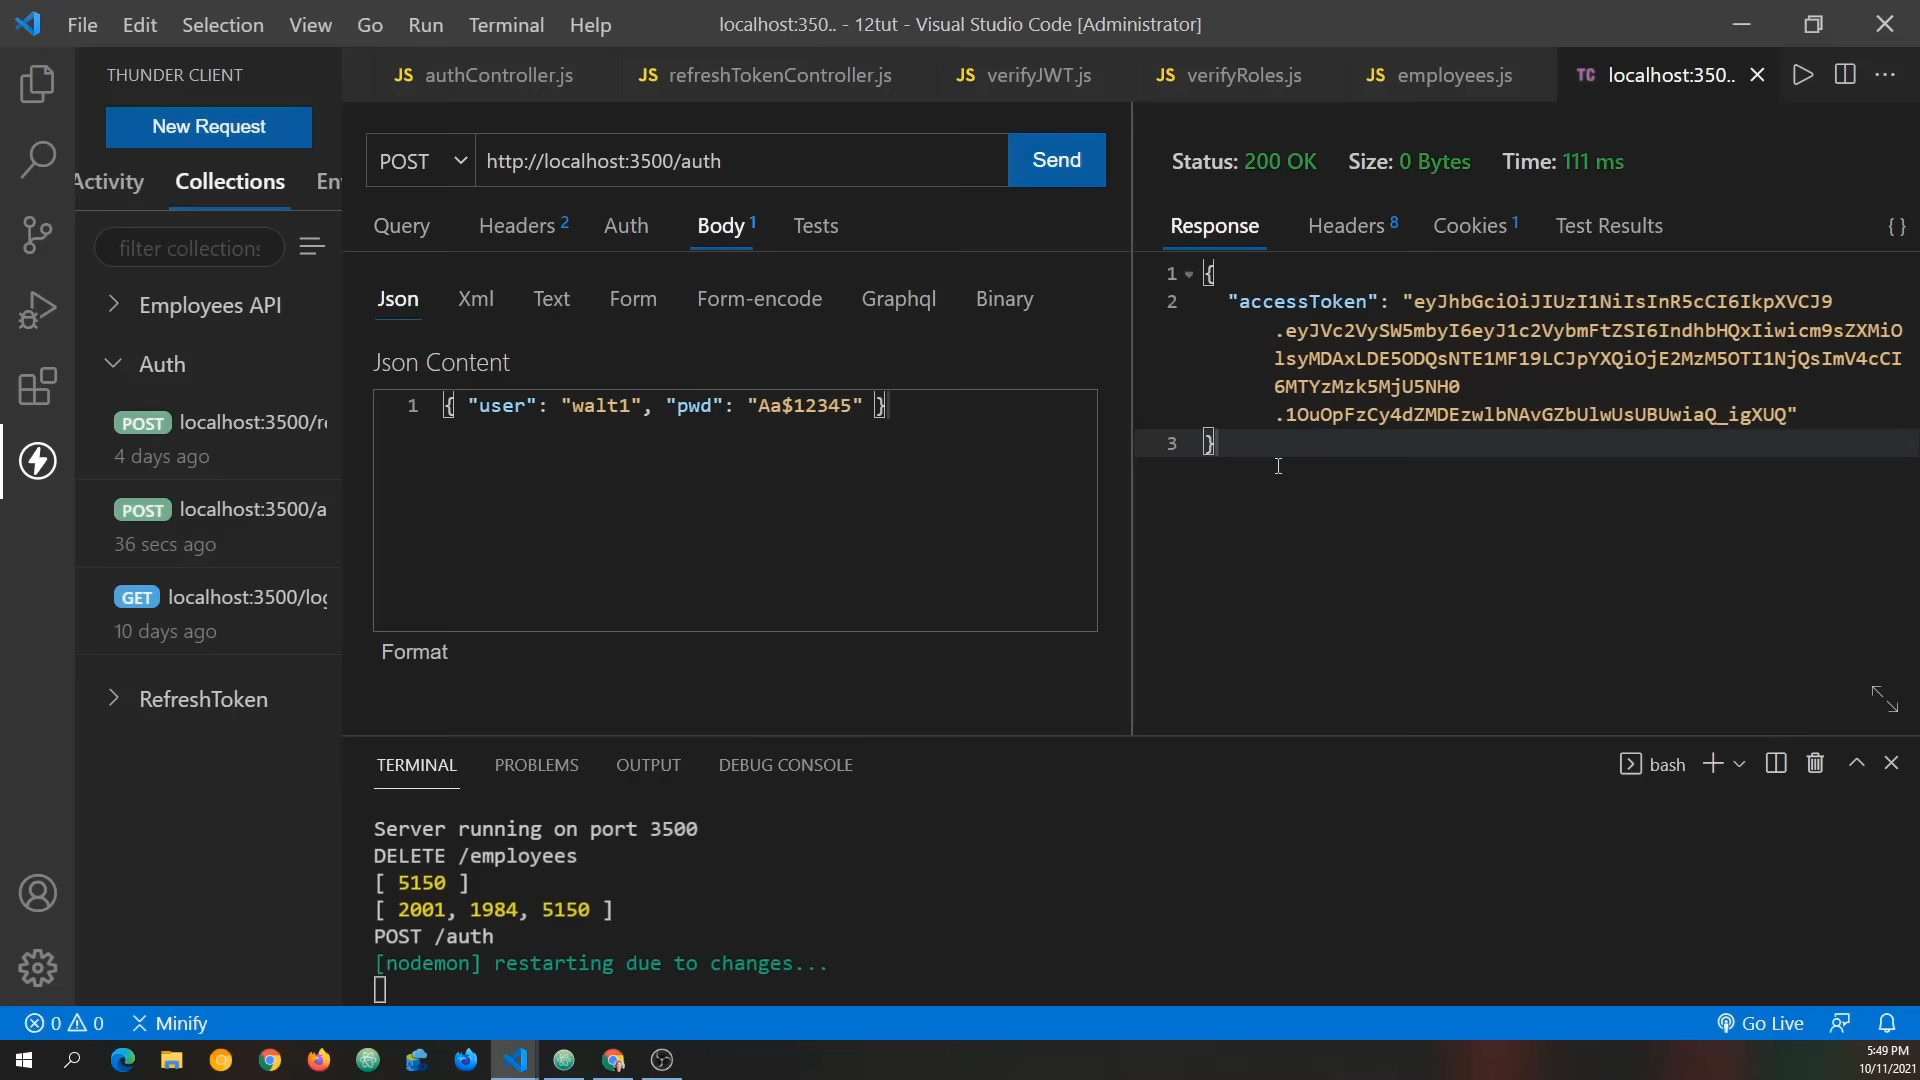 File Edit Selection View Go Run Terminal Help localhost:350.. - 12tut - Visual Studio Code [Administrator]
THUNDER CLIENT
JS authController.js JS refreshTokenController.js JS verifyJWT.js JS verifyRoles.js JS employees.js TC localhost:350..
New Request
Activity Collections En
filter collections
Employees API
Auth
POST localhost:3500/re
4 days ago
POST localhost:3500/a
36 secs ago
GET localhost:3500/log
10 days ago
RefreshToken
POST http://localhost:3500/auth Send
Query Headers 2 Auth Body 1 Tests
Json Xml Text Form Form-encode Graphql Binary
Json Content
1 { "user": "walt1", "pwd": "Aa$12345" }
Format
Status: 200 OK Size: 0 Bytes Time: 111 ms
Response Headers 8 Cookies 1 Test Results { }
1 {
2 "accessToken": "eyJhbGciOiJIUzI1NiIsInR5cCI6IkpXVCJ9
.eyJVc2VySW5mbyI6eyJ1c2VybmFtZSI6IndhbHQxIiwicm9sZXMiO
lsyMDAxLDE5ODQsNTE1MF19LCJpYXQiOjE2MzM5OTI1NjQsImV4cCI
6MTYzMzk5MjU5NH0
.1OuOpFzCy4dZMDEzwlbNAvGZbUlwUsUBUwiaQ_igXUQ"
3 }
TERMINAL PROBLEMS OUTPUT DEBUG CONSOLE bash
Server running on port 3500
DELETE /employees
[ 5150 ]
[ 2001, 1984, 5150 ]
POST /auth
[nodemon] restarting due to changes...
0 0 Minify Go Live
5:49 PM
10/11/2021